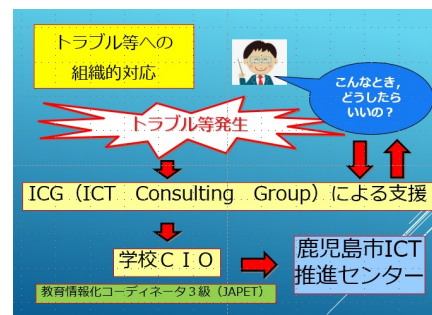 トラブル等への
組織的対応
こんなとき，
どうしたら
いいの？
トラブル等発生
ICG（ICT　Consulting　Group）による支援
学校ＣＩＯ
鹿児島市ICT
推進センター
教育情報化コーディネータ３級（JAPET）